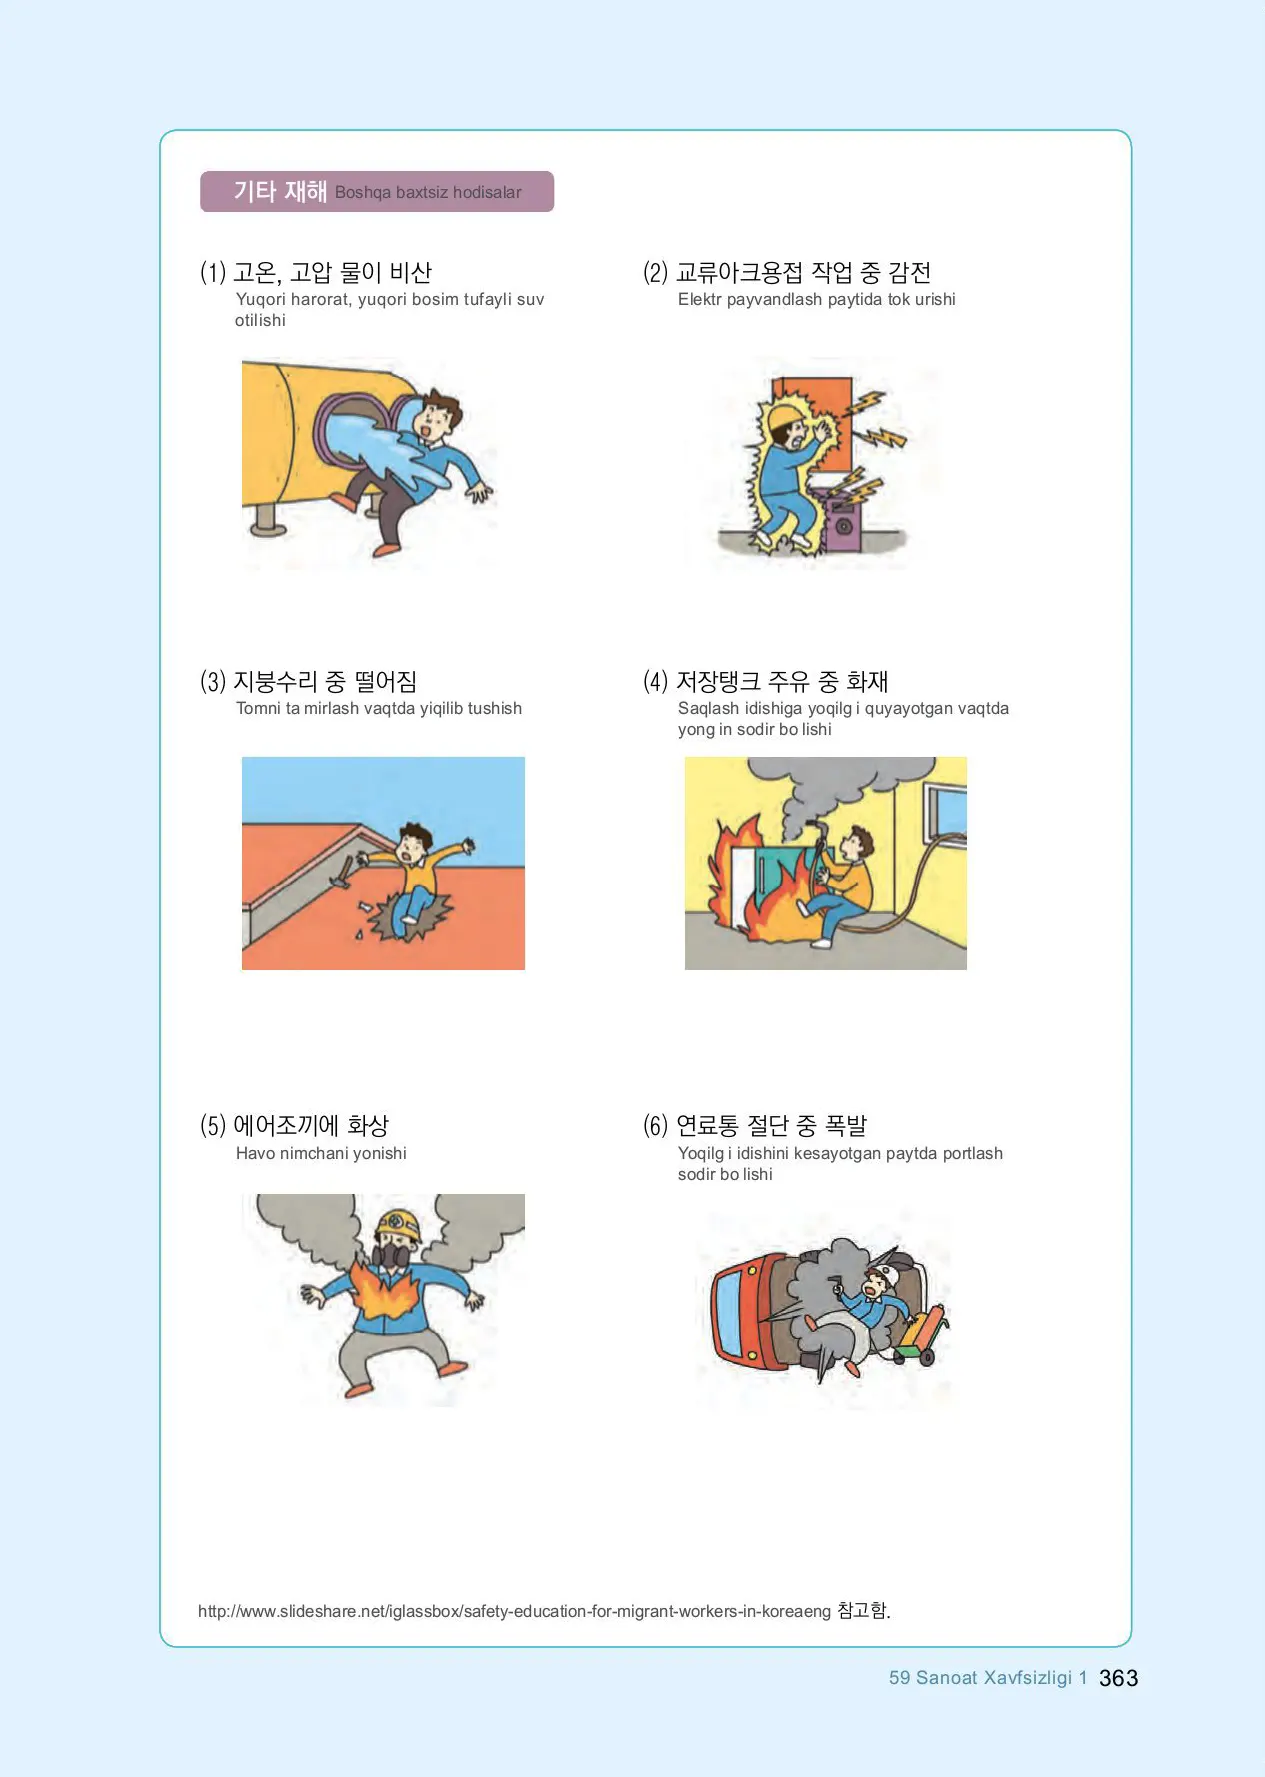 기타 재해 Boshqa baxtsiz hodisalar
(1) 고온, 고압 물이 비산
Yuqori harorat, yuqori bosim tufayli suv
otilishi
(2) 교류아크용접 작업 중 감전
Elektr payvandlash paytida tok urishi
(3) 지붕수리 중 떨어짐
Tomni ta mirlash vaqtda yiqilib tushish
(4) 저장탱크 주유 중 화재
Saqlash idishiga yoqilg i quyayotgan vaqtda
yong in sodir bo lishi
(5) 에어조끼에 화상
Havo nimchani yonishi
(6) 연료통 절단 중 폭발
Yoqilg i idishini kesayotgan paytda portlash
sodir bo lishi
http://www.slideshare.net/iglassbox/safety-education-for-migrant-workers-in-koreaeng 참고함.
59 Sanoat Xavfsizligi 1 363